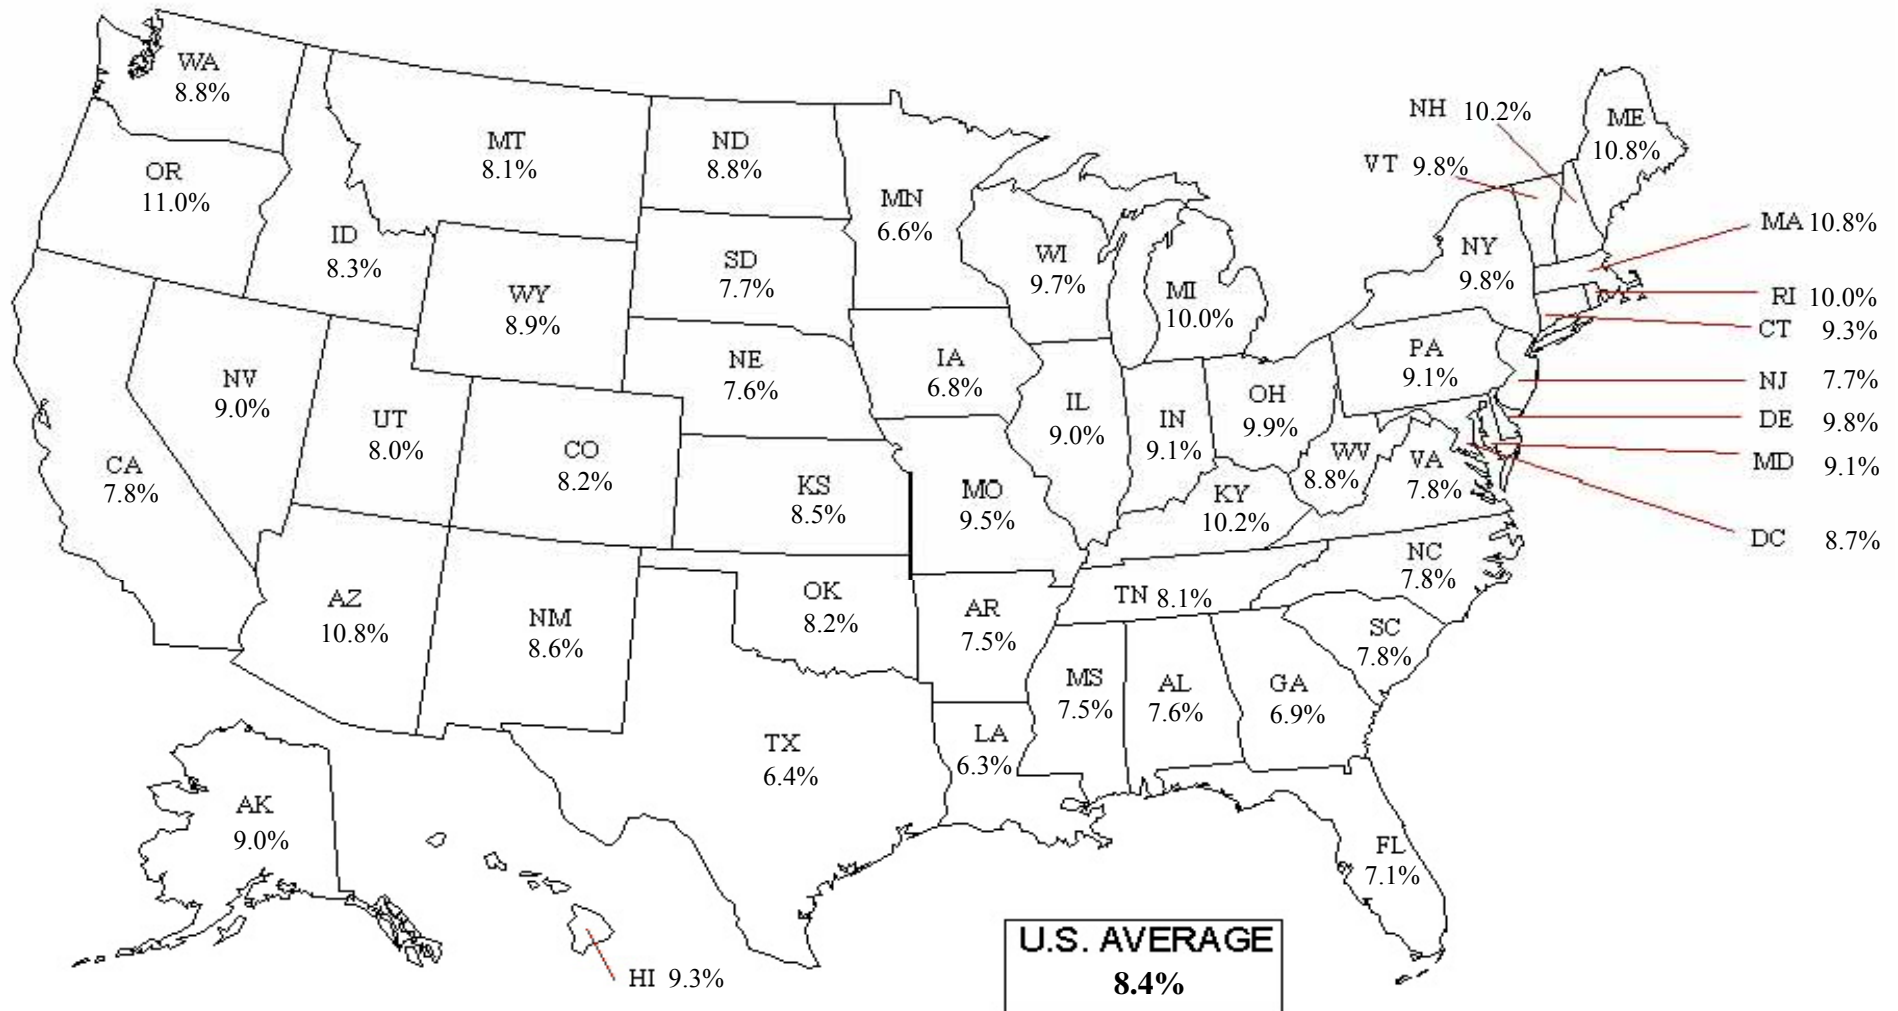 WA
8.8%
OR
11.0%
MT
8.1%
ID
8.3%
WY
8.9%
ND
8.8%
SD
7.7%
NE
7.6%
MN
6.6%
WI
9.7%
MI
10.0%
IA
6.8%
NV
9.0%
UT
8.0%
CO
8.2%
CA
7.8%
KS
8.5%
MO
9.5%
IL
9.0%
IN
9.1%
OH
9.9%
KY
10.2%
WV
8.8%
VA
7.8%
PA
9.1%
NY
9.8%
VT 9.8%
NH 10.2%
ME
10.8%
MA 10.8%
RI 10.0%
CT 9.3%
NJ 7.7%
DE 9.8%
MD 9.1%
DC 8.7%
AZ
10.8%
NM
8.6%
OK
8.2%
AR
7.5%
TN 8.1%
NC
7.8%
SC
7.8%
MS
7.5%
AL
7.6%
GA
6.9%
TX
6.4%
LA
6.3%
FL
7.1%
AK
9.0%
HI 9.3%
U.S. AVERAGE
8.4%